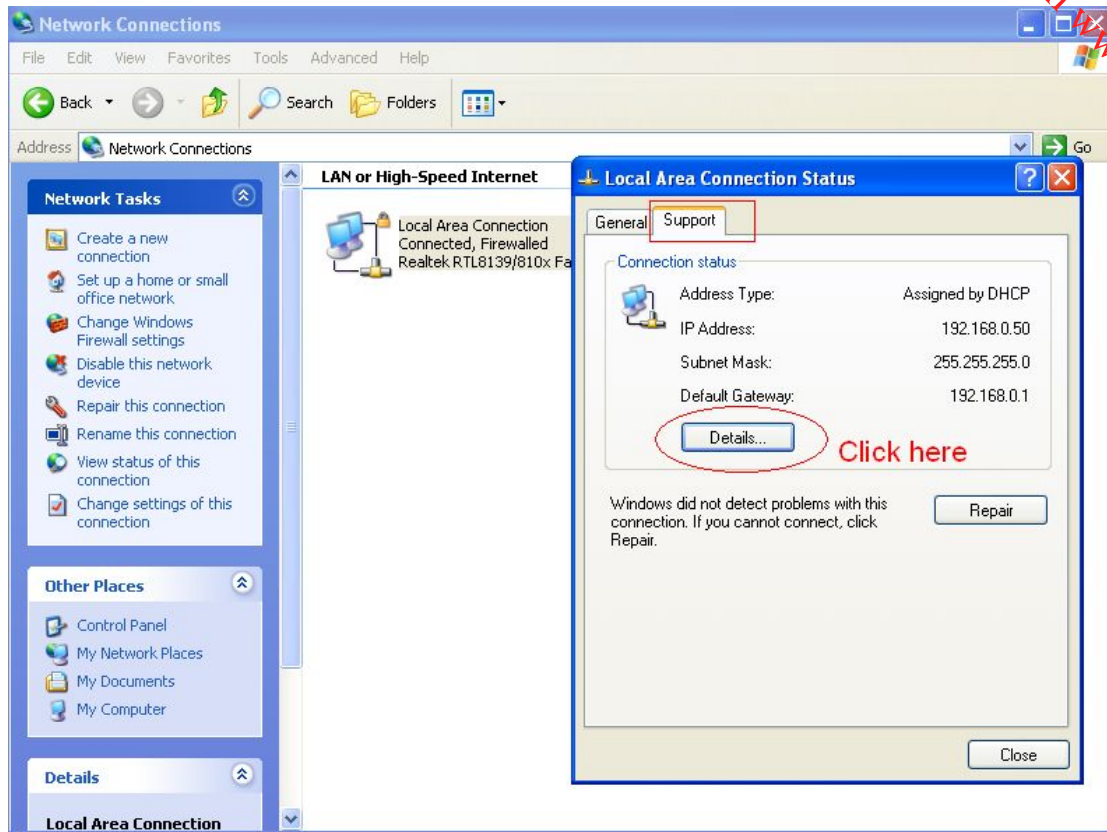 Network Connections
File Edit View Favorites Tools Advanced Help
Back Search Folders
Address Network Connections Go
Network Tasks
Create a new
connection
Set up a home or small
office network
Change Windows
Firewall settings
Disable this network
device
Repair this connection
Rename this connection
View status of this
connection
Change settings of this
connection
Other Places
Control Panel
My Network Places
My Documents
My Computer
Details
Local Area Connection
LAN or High-Speed Internet
Local Area Connection
Connected, Firewalled
Realtek RTL8139/810x Fa
Local Area Connection Status
General Support
Connection status
Address Type: Assigned by DHCP
IP Address: 192.168.0.50
Subnet Mask: 255.255.255.0
Default Gateway: 192.168.0.1
Details...
Click here
Windows did not detect problems with this
connection. If you cannot connect, click
Repair.
Repair
Close